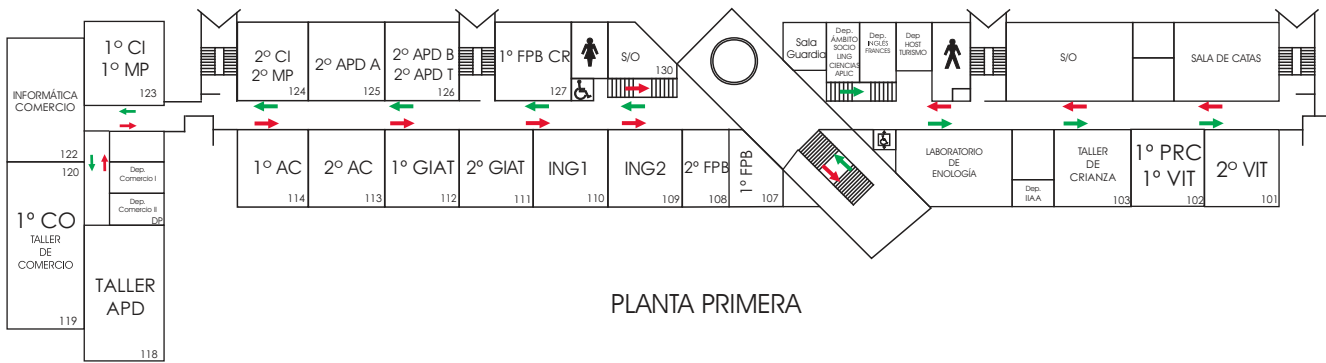 1º CI
1º MP
123
INFORMÁTICA
COMERCIO
122
2º CI
2º MP
124
2º APD A
125
2º APD B
2º APD T
126
1º FPB CR
127
S/O
130
Sala
Guardia
Dep.
ÁMBITO
SOCIO
LING
CIENCIAS
APLIC
Dep.
INGLÉS
FRANCES
Dep
HOST
TURISMO
S/O
SALA DE CATAS
120
1º CO
TALLER
DE
COMERCIO
119
Dep.
Comercio I
Dep.
Comercio II
DP
TALLER
APD
118
1º AC
114
2º AC
113
1º GIAT
112
2º GIAT
111
ING1
110
ING2
109
2º FPB
108
1º FPB
107
LABORATORIO
DE
ENOLOGÍA
Dep.
IIAA
TALLER
DE
CRIANZA
103
1º PRC
1º VIT
102
2º VIT
101
PLANTA PRIMERA